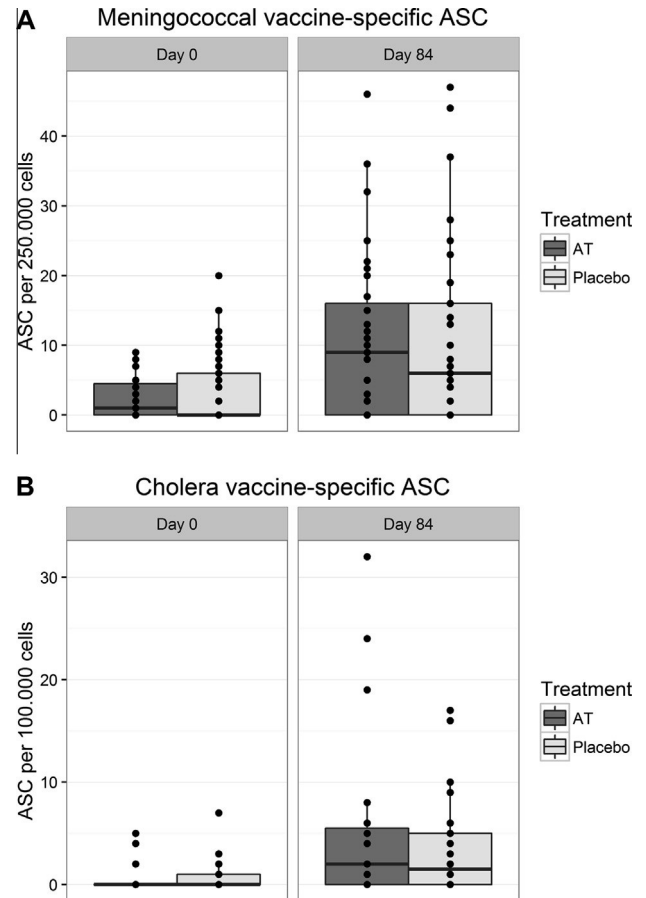 A
Meningococcal vaccine-specific ASC
Day 0
Day 84
ASC per 250.000 cells
40
30
20
10
0
Treatment
AT
Placebo
B
Cholera vaccine-specific ASC
Day 0
Day 84
ASC per 100.000 cells
30
20
10
0
Treatment
AT
Placebo